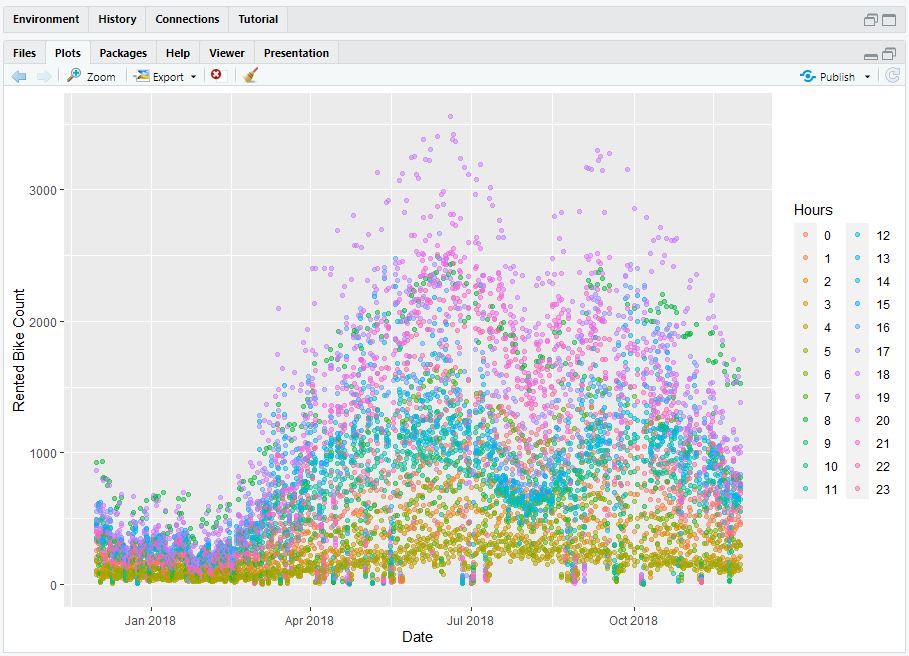 Environment History Connections Tutorial
Files Plots Packages Help Viewer Presentation
Zoom Export Publish
Rented Bike Count
3000
2000
1000
0
Jan 2018 Apr 2018 Jul 2018 Oct 2018
Date
Hours
0 12
1 13
2 14
3 15
4 16
5 17
6 18
7 19
8 20
9 21
10 22
11 23